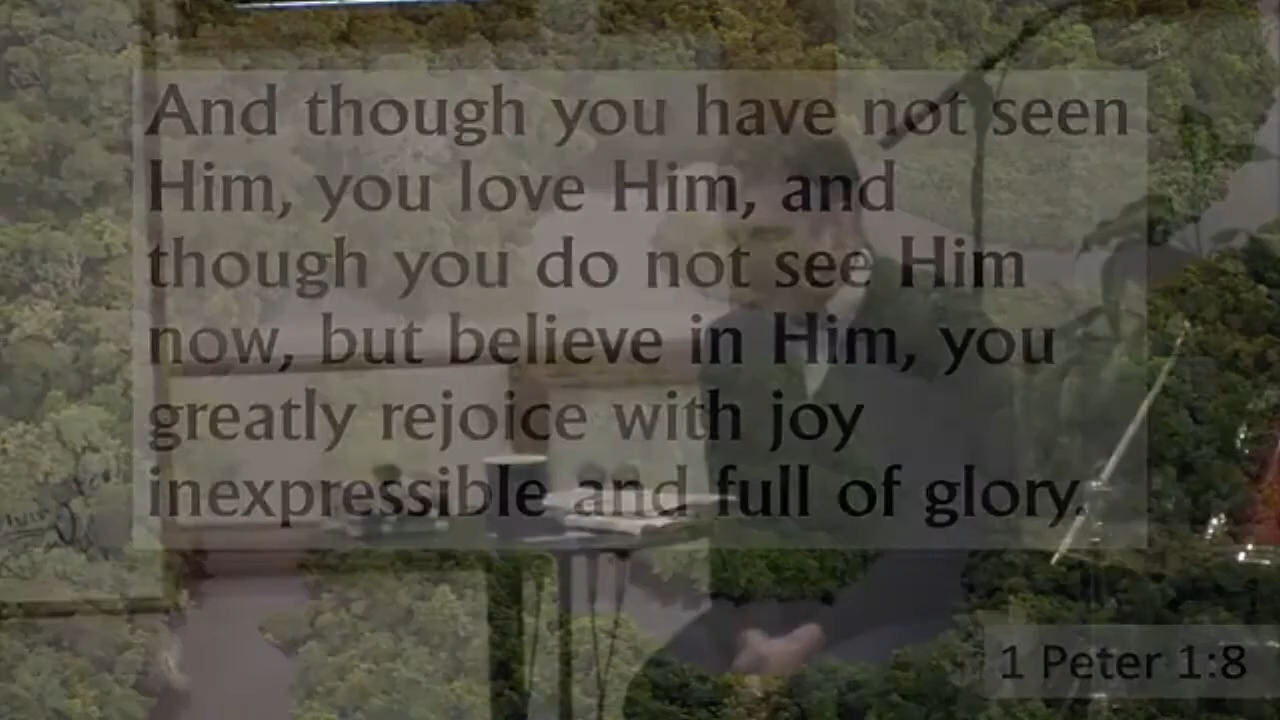 And though you have not seen
Him, you love Him, and
though you do not see Him
now, but believe in Him, you
greatly rejoice with joy
inexpressible and full of glory.
1 Peter 1:8